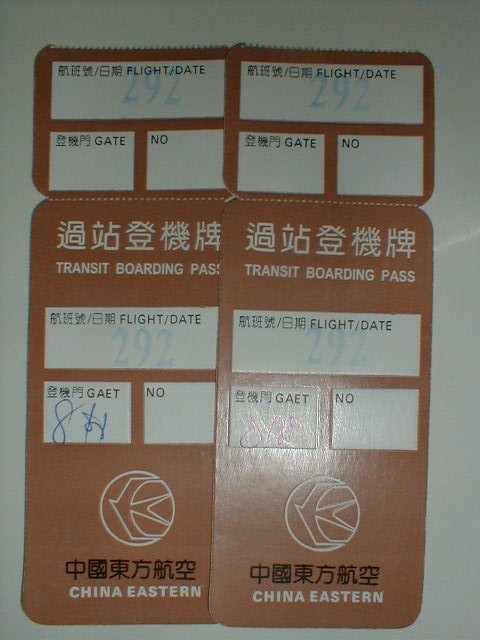 航班號/日期 FLIGHT/DATE
292
登機門 GATE
NO
航班號/日期 FLIGHT/DATE
292
登機門 GATE
NO
過站登機牌
TRANSIT BOARDING PASS
航班號/日期 FLIGHT/DATE
292
登機門 GAET
NO
中國東方航空
CHINA EASTERN
過站登機牌
TRANSIT BOARDING PASS
航班號/日期 FLIGHT/DATE
292
登機門 GAET
NO
中國東方航空
CHINA EASTERN